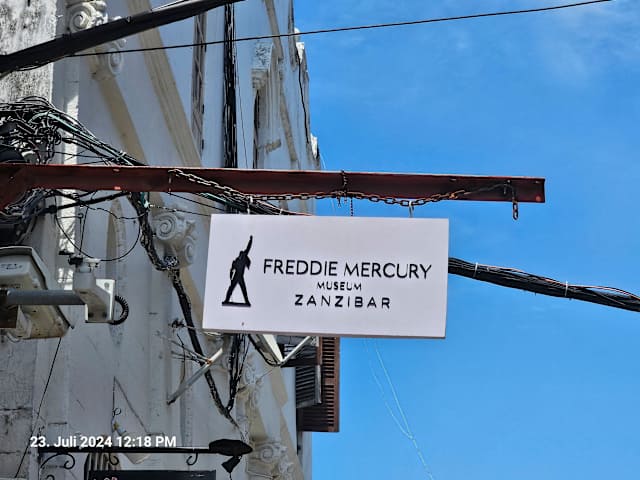 FREDDIE MERCURY
MUSEUM
ZANZIBAR
23. Juli 2024 12:18 PM